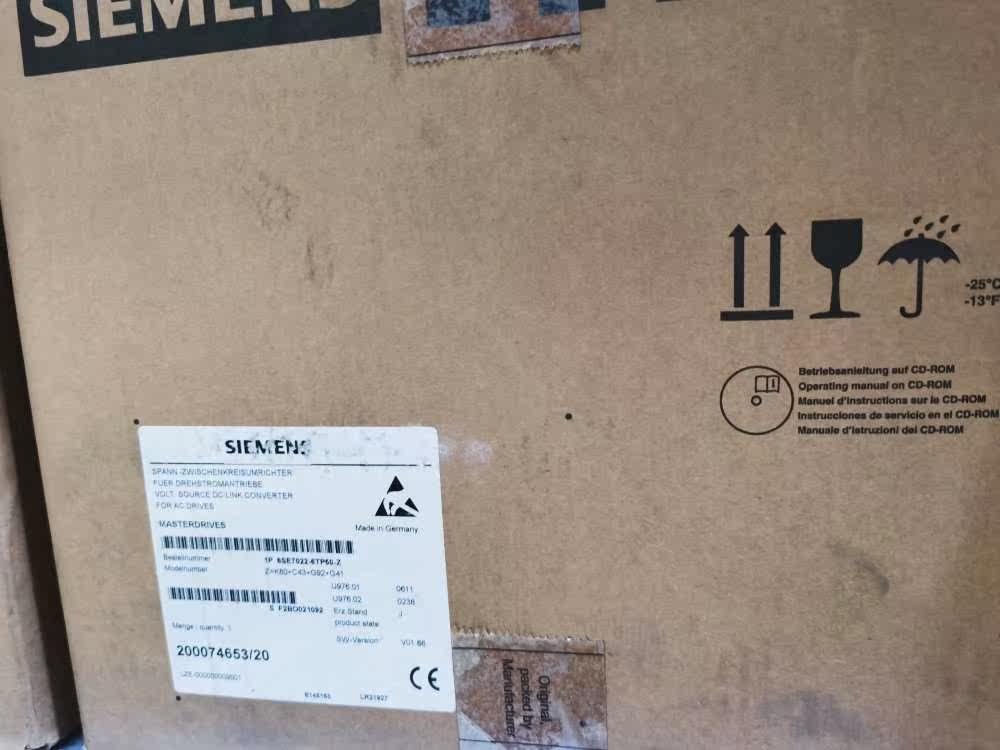 SIEMENS
-25°C
-13°F
Betriebsanleitung auf CD-ROM
Operating manual on CD-ROM
Manuel d'instructions sur le CD-ROM
Instrucciones de servicio en el CD-ROM
Manuale d'istruzioni del CD-ROM
SIEMENS
SPANN.-ZWISCHENKREISUMRICHTER
FUER DREHSTROMANTRIEBE
VOLT. SOURCE DC LINK CONVERTER
FOR AC DRIVES
MASTERDRIVES
Made in Germany
Bestellnummer
Modelnumber
1P 6SE7022-6TP60-Z
Z=K80+C43+G92+G41
U976.01 0611
U976.02 0236
S F2BO021092
Erz.Stand J
product state
Menge / quantity 1
SW-Version V01.66
200074653/20
CE
E145153
LR21927
Original
packed by
Manufacturer